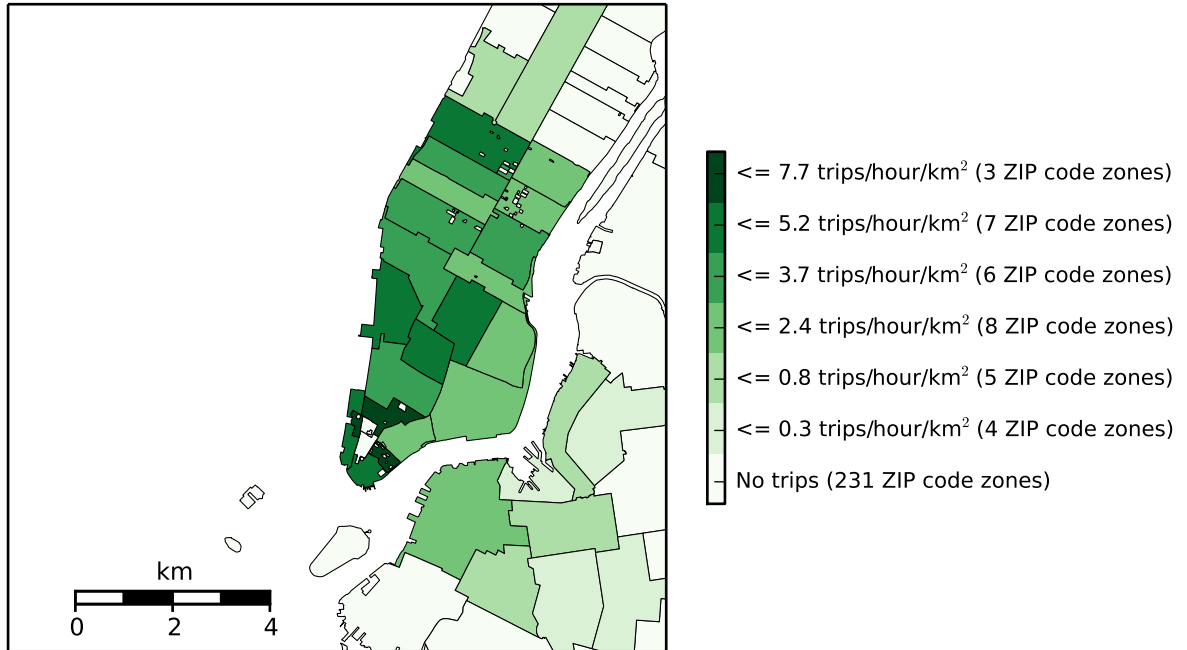 <= 7.7 trips/hour/km² (3 ZIP code zones)
<= 5.2 trips/hour/km² (7 ZIP code zones)
<= 3.7 trips/hour/km² (6 ZIP code zones)
<= 2.4 trips/hour/km² (8 ZIP code zones)
<= 0.8 trips/hour/km² (5 ZIP code zones)
<= 0.3 trips/hour/km² (4 ZIP code zones)
No trips (231 ZIP code zones)
km
0 2 4